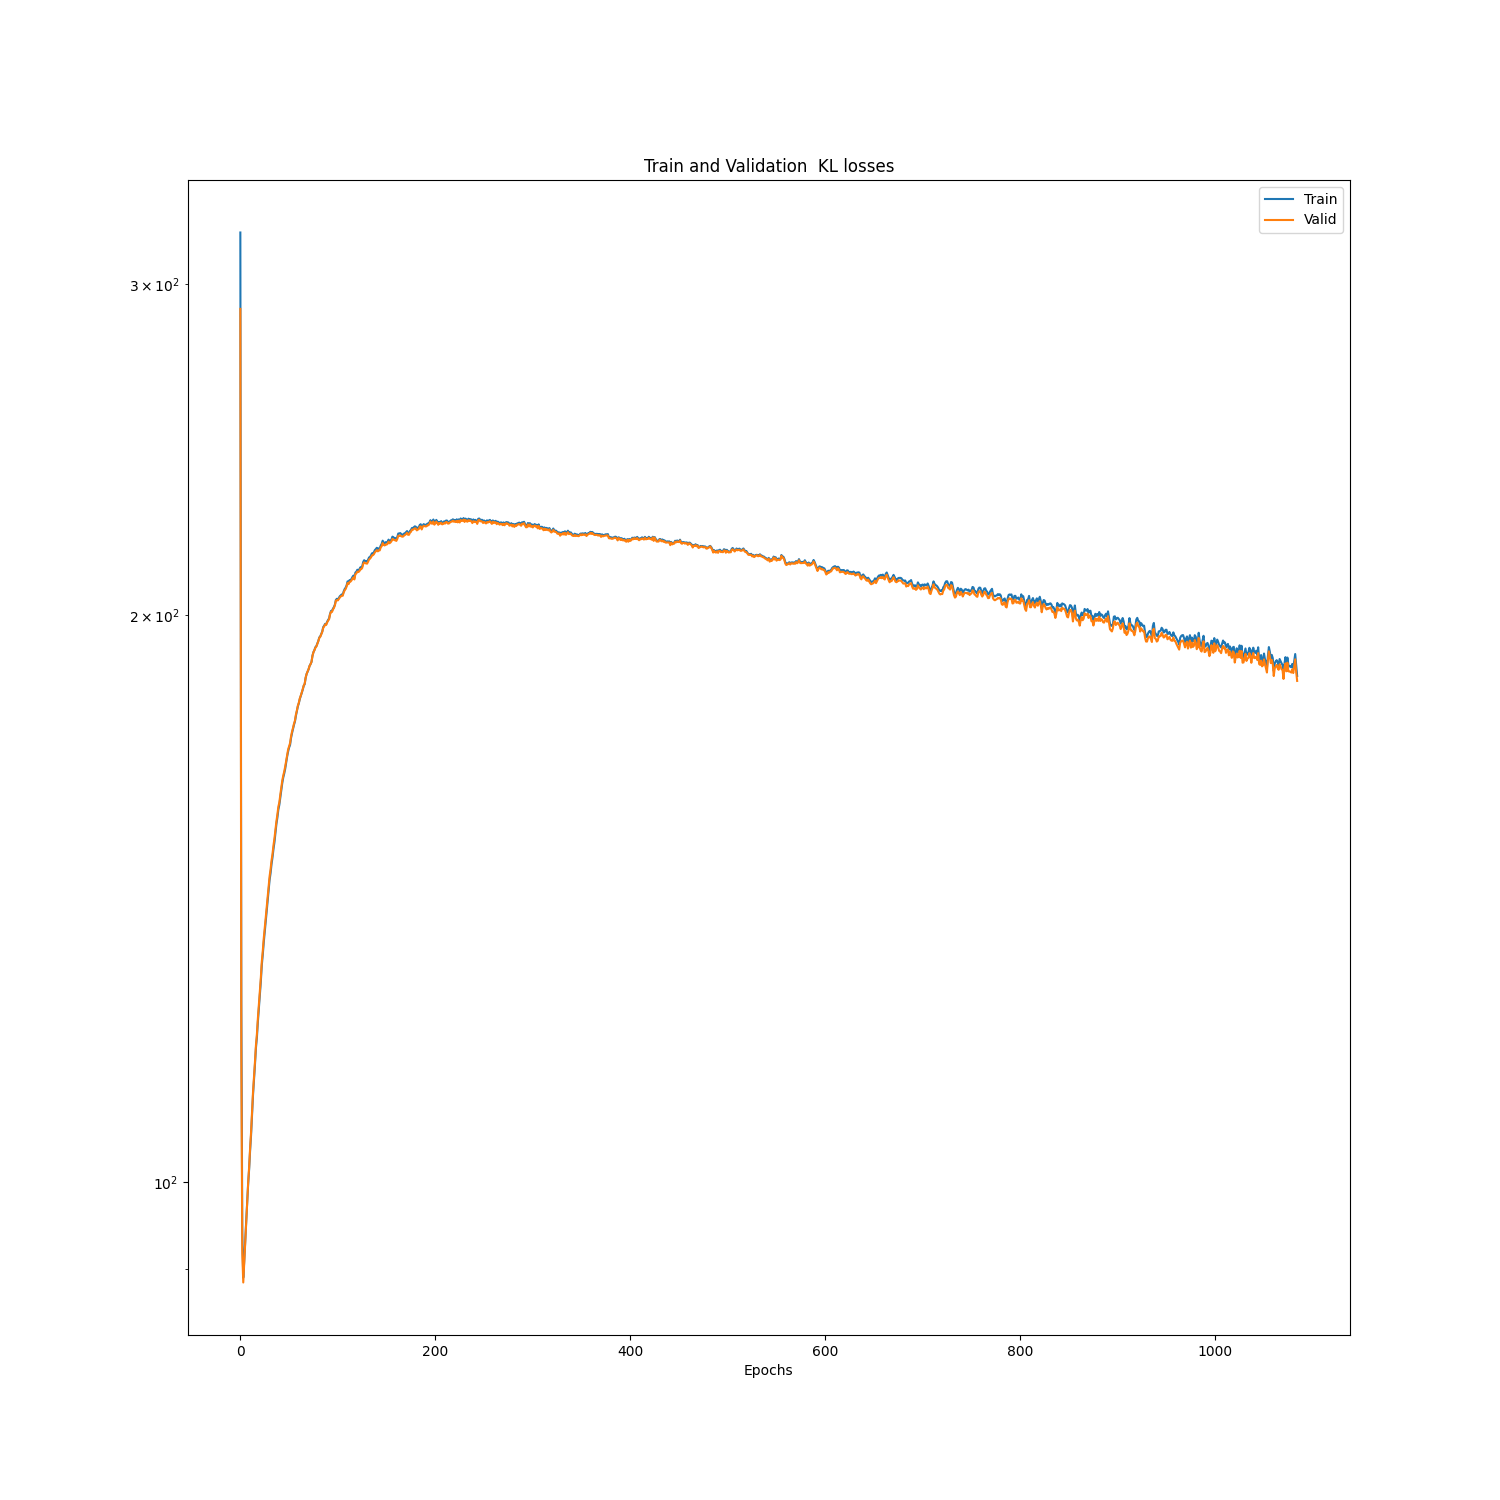 Train and Validation  KL losses
Train
Valid
3 × 10²
2 × 10²
10²
0 200 400 600 800 1000
Epochs